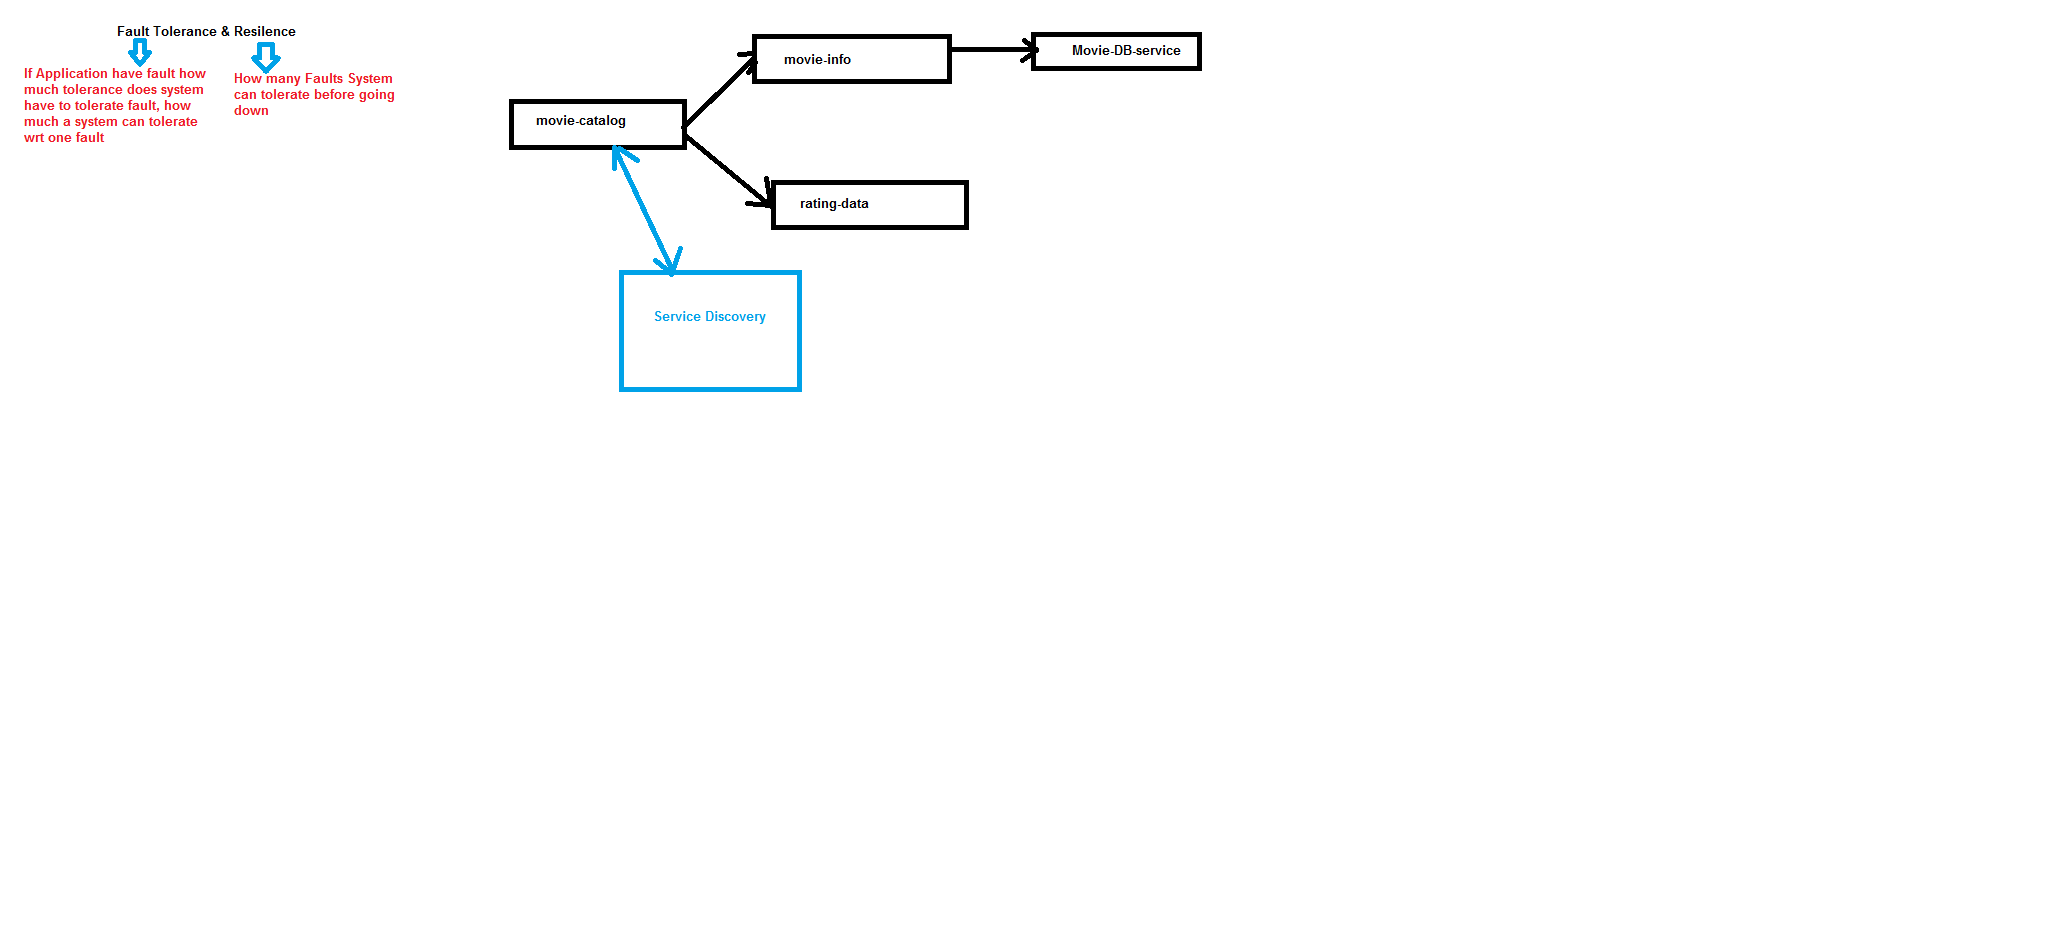 Fault Tolerance & Resilence
If Application have fault how
much tolerance does system
have to tolerate fault, how
much a system can tolerate
wrt one fault
How many Faults System
can tolerate before going
down
movie-catalog
movie-info
Movie-DB-service
rating-data
Service Discovery